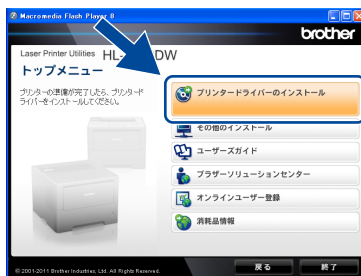 Macromedia Flash Player 8
brother
Laser Printer Utilities HL- DW
トップメニュー
プリンターの準備が完了したら、プリンタードライバーをインストールしてください。
プリンタードライバーのインストール
その他のインストール
ユーザーズガイド
ブラザーソリューションセンター
オンラインユーザー登録
消耗品情報
© 2001-2011 Brother Industries, Ltd. All Rights Reserved.
戻る 終了